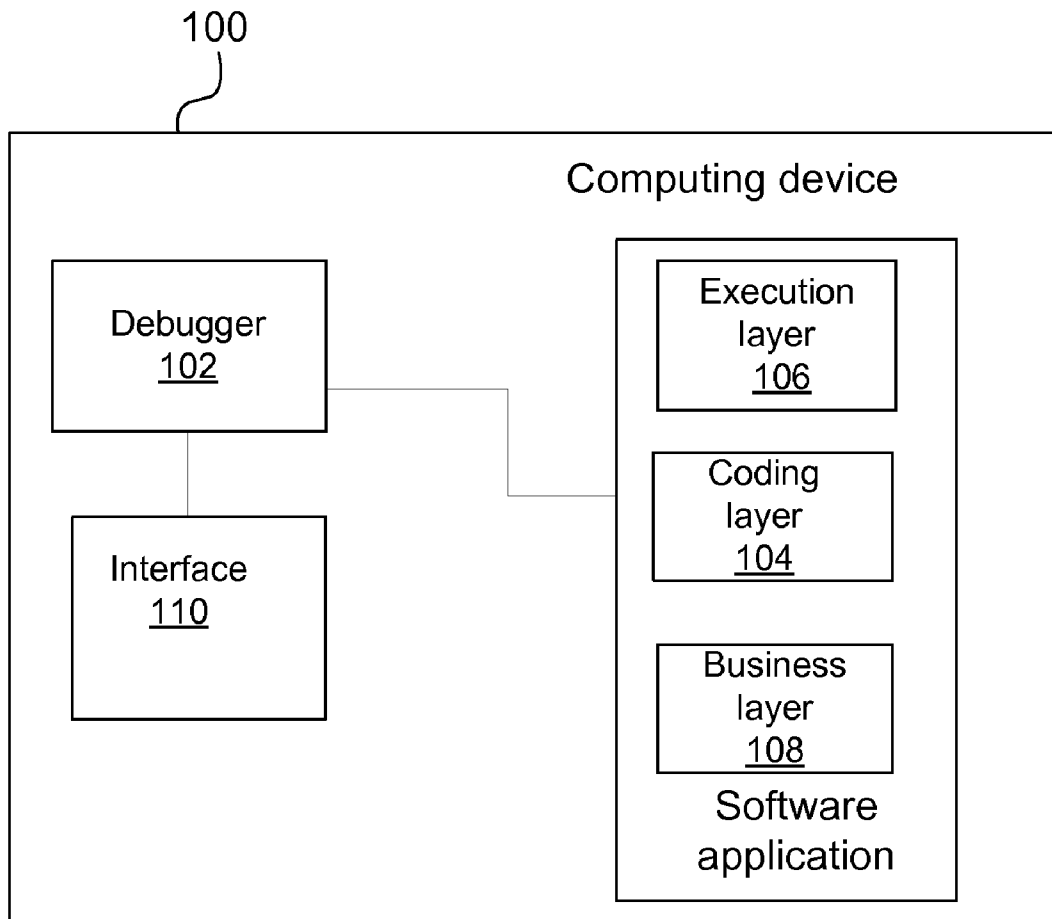 100
Computing device
Debugger
102
Interface
110
Execution
layer
106
Coding
layer
104
Business
layer
108
Software
application